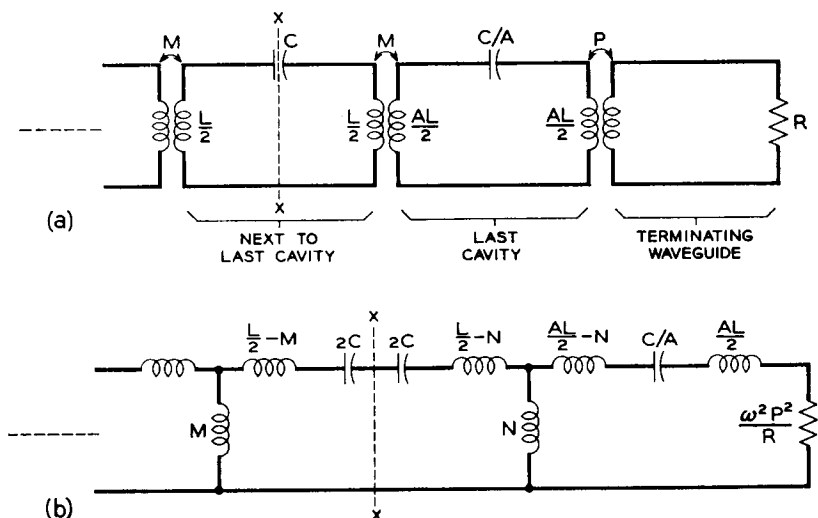 x
M C M C/A P
L/2 L/2 AL/2 AL/2 R
x
(a)
NEXT TO LAST CAVITY
LAST CAVITY
TERMINATING WAVEGUIDE
x
L/2 -M 2C 2C L/2 -N AL/2 -N C/A AL/2
M N ω²P²/R
(b)
x